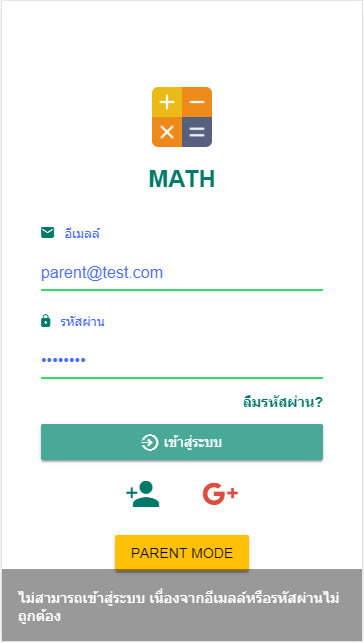 MATH
อีเมลล์
parent@test.com
รหัสผ่าน
••••••••
ลืมรหัสผ่าน?
เข้าสู่ระบบ
G+
PARENT MODE
ไม่สามารถเข้าสู่ระบบ เนื่องจากอีเมลล์หรือรหัสผ่านไม่
ถูกต้อง